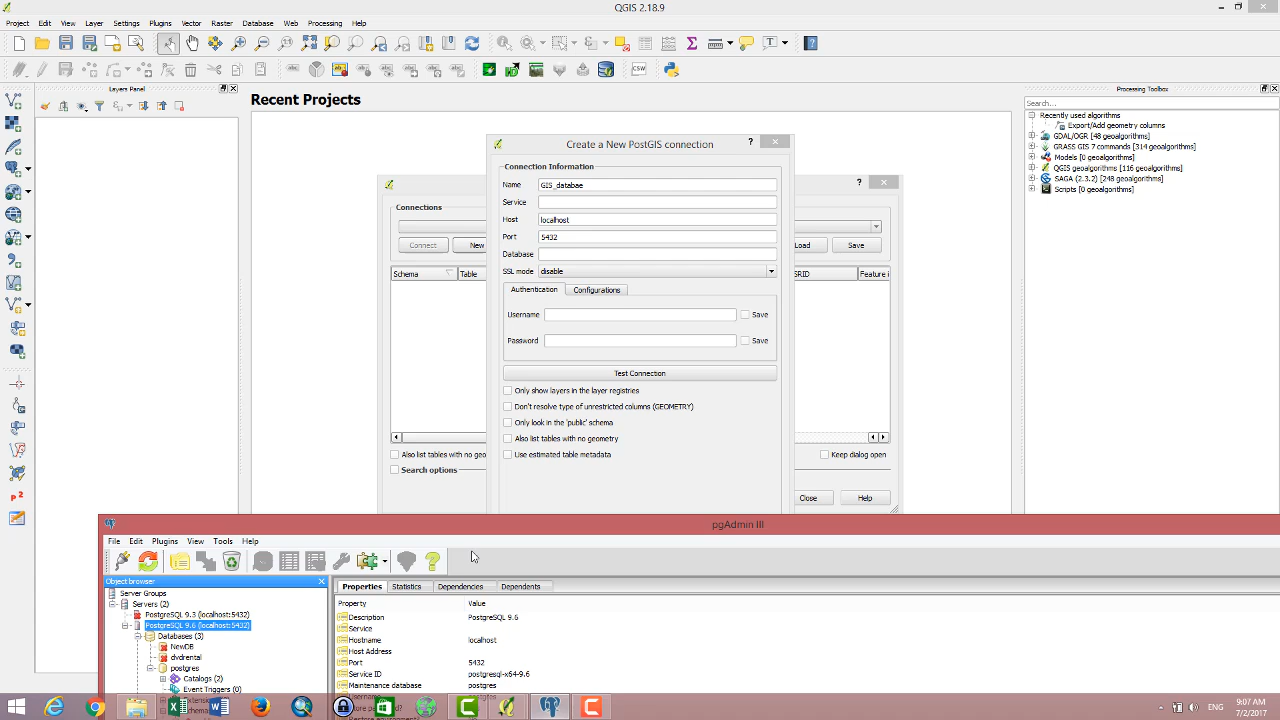 QGIS 2.18.9
Project Edit View Layer Settings Plugins Vector Raster Database Web Processing Help
Layers Panel
Recent Projects
Processing Toolbox
Search...
Recently used algorithms
Export/Add geometry columns
GDAL/OGR [48 geoalgorithms]
GRASS GIS 7 commands [314 geoalgorithms]
Models [0 geoalgorithms]
QGIS geoalgorithms [116 geoalgorithms]
SAGA (2.3.2) [248 geoalgorithms]
Scripts [0 geoalgorithms]
Connections
Connect New Load Save
Schema Table SRID Feature i
Also list tables with no geo Keep dialog open
Search options
Close Help
Create a New PostGIS connection
Connection Information
Name GIS_databae
Service
Host localhost
Port 5432
Database
SSL mode disable
Authentication Configurations
Username Save
Password Save
Test Connection
Only show layers in the layer registries
Don't resolve type of unrestricted columns (GEOMETRY)
Only look in the 'public' schema
Also list tables with no geometry
Use estimated table metadata
pgAdmin III
File Edit Plugins View Tools Help
Object browser
Server Groups
Servers (2)
PostgreSQL 9.3 (localhost:5432)
PostgreSQL 9.6 (localhost:5432)
Databases (3)
NewDB
dvdrental
postgres
Catalogs (2)
Event Triggers (0)
Properties Statistics Dependencies Dependents
Property Value
Description PostgreSQL 9.6
Service
Hostname localhost
Host Address
Port 5432
Service ID postgresql-x64-9.6
Maintenance database postgres
ENG
9:07 AM
7/2/2017